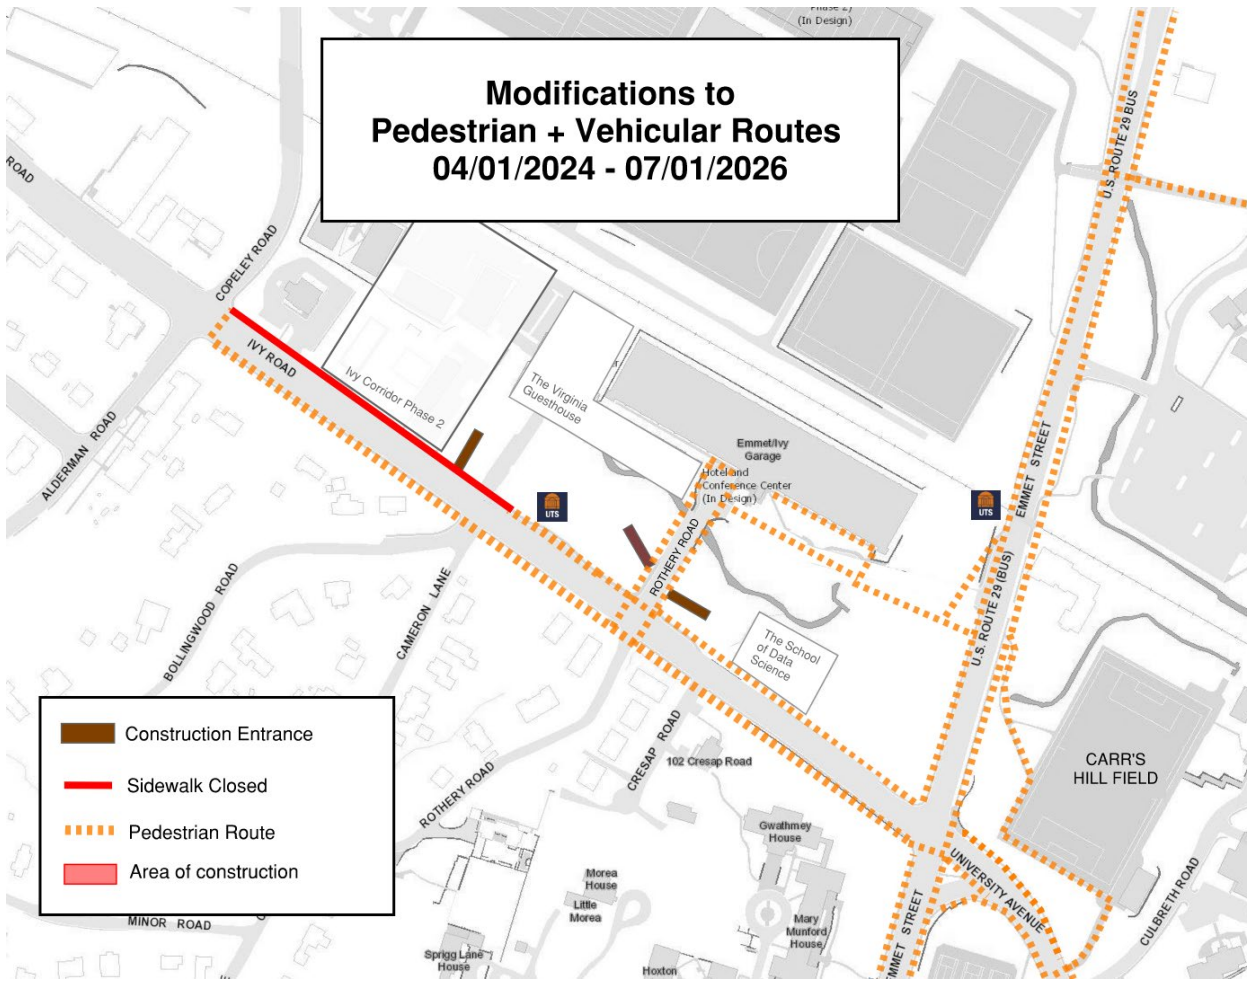 Phase 2)
(In Design)
Modifications to
Pedestrian + Vehicular Routes
04/01/2024 - 07/01/2026
U.S. ROUTE 29 BUS
ROAD
COPELEY ROAD
IVY ROAD
Ivy Corridor Phase 2
The Virginia
Guesthouse
Emmet/Ivy
Garage
Hotel and
Conference Center
(In Design)
ALDERMAN ROAD
EMMET STREET
UTS
UTS
ROTHERY ROAD
U.S. ROUTE 29 (BUS)
BOLLINGWOOD ROAD
CAMERON LANE
The School
of Data
Science
CRESAP ROAD
102 Cresap Road
CARR'S
HILL FIELD
ROTHERY ROAD
Gwathmey
House
UNIVERSITY AVENUE
Morea
House
Little
Morea
Mary
Munford
House
EMMET STREET
CULBRETH ROAD
Sprigg Lane
House
Hoxton
Construction Entrance
Sidewalk Closed
Pedestrian Route
Area of construction
MINOR ROAD